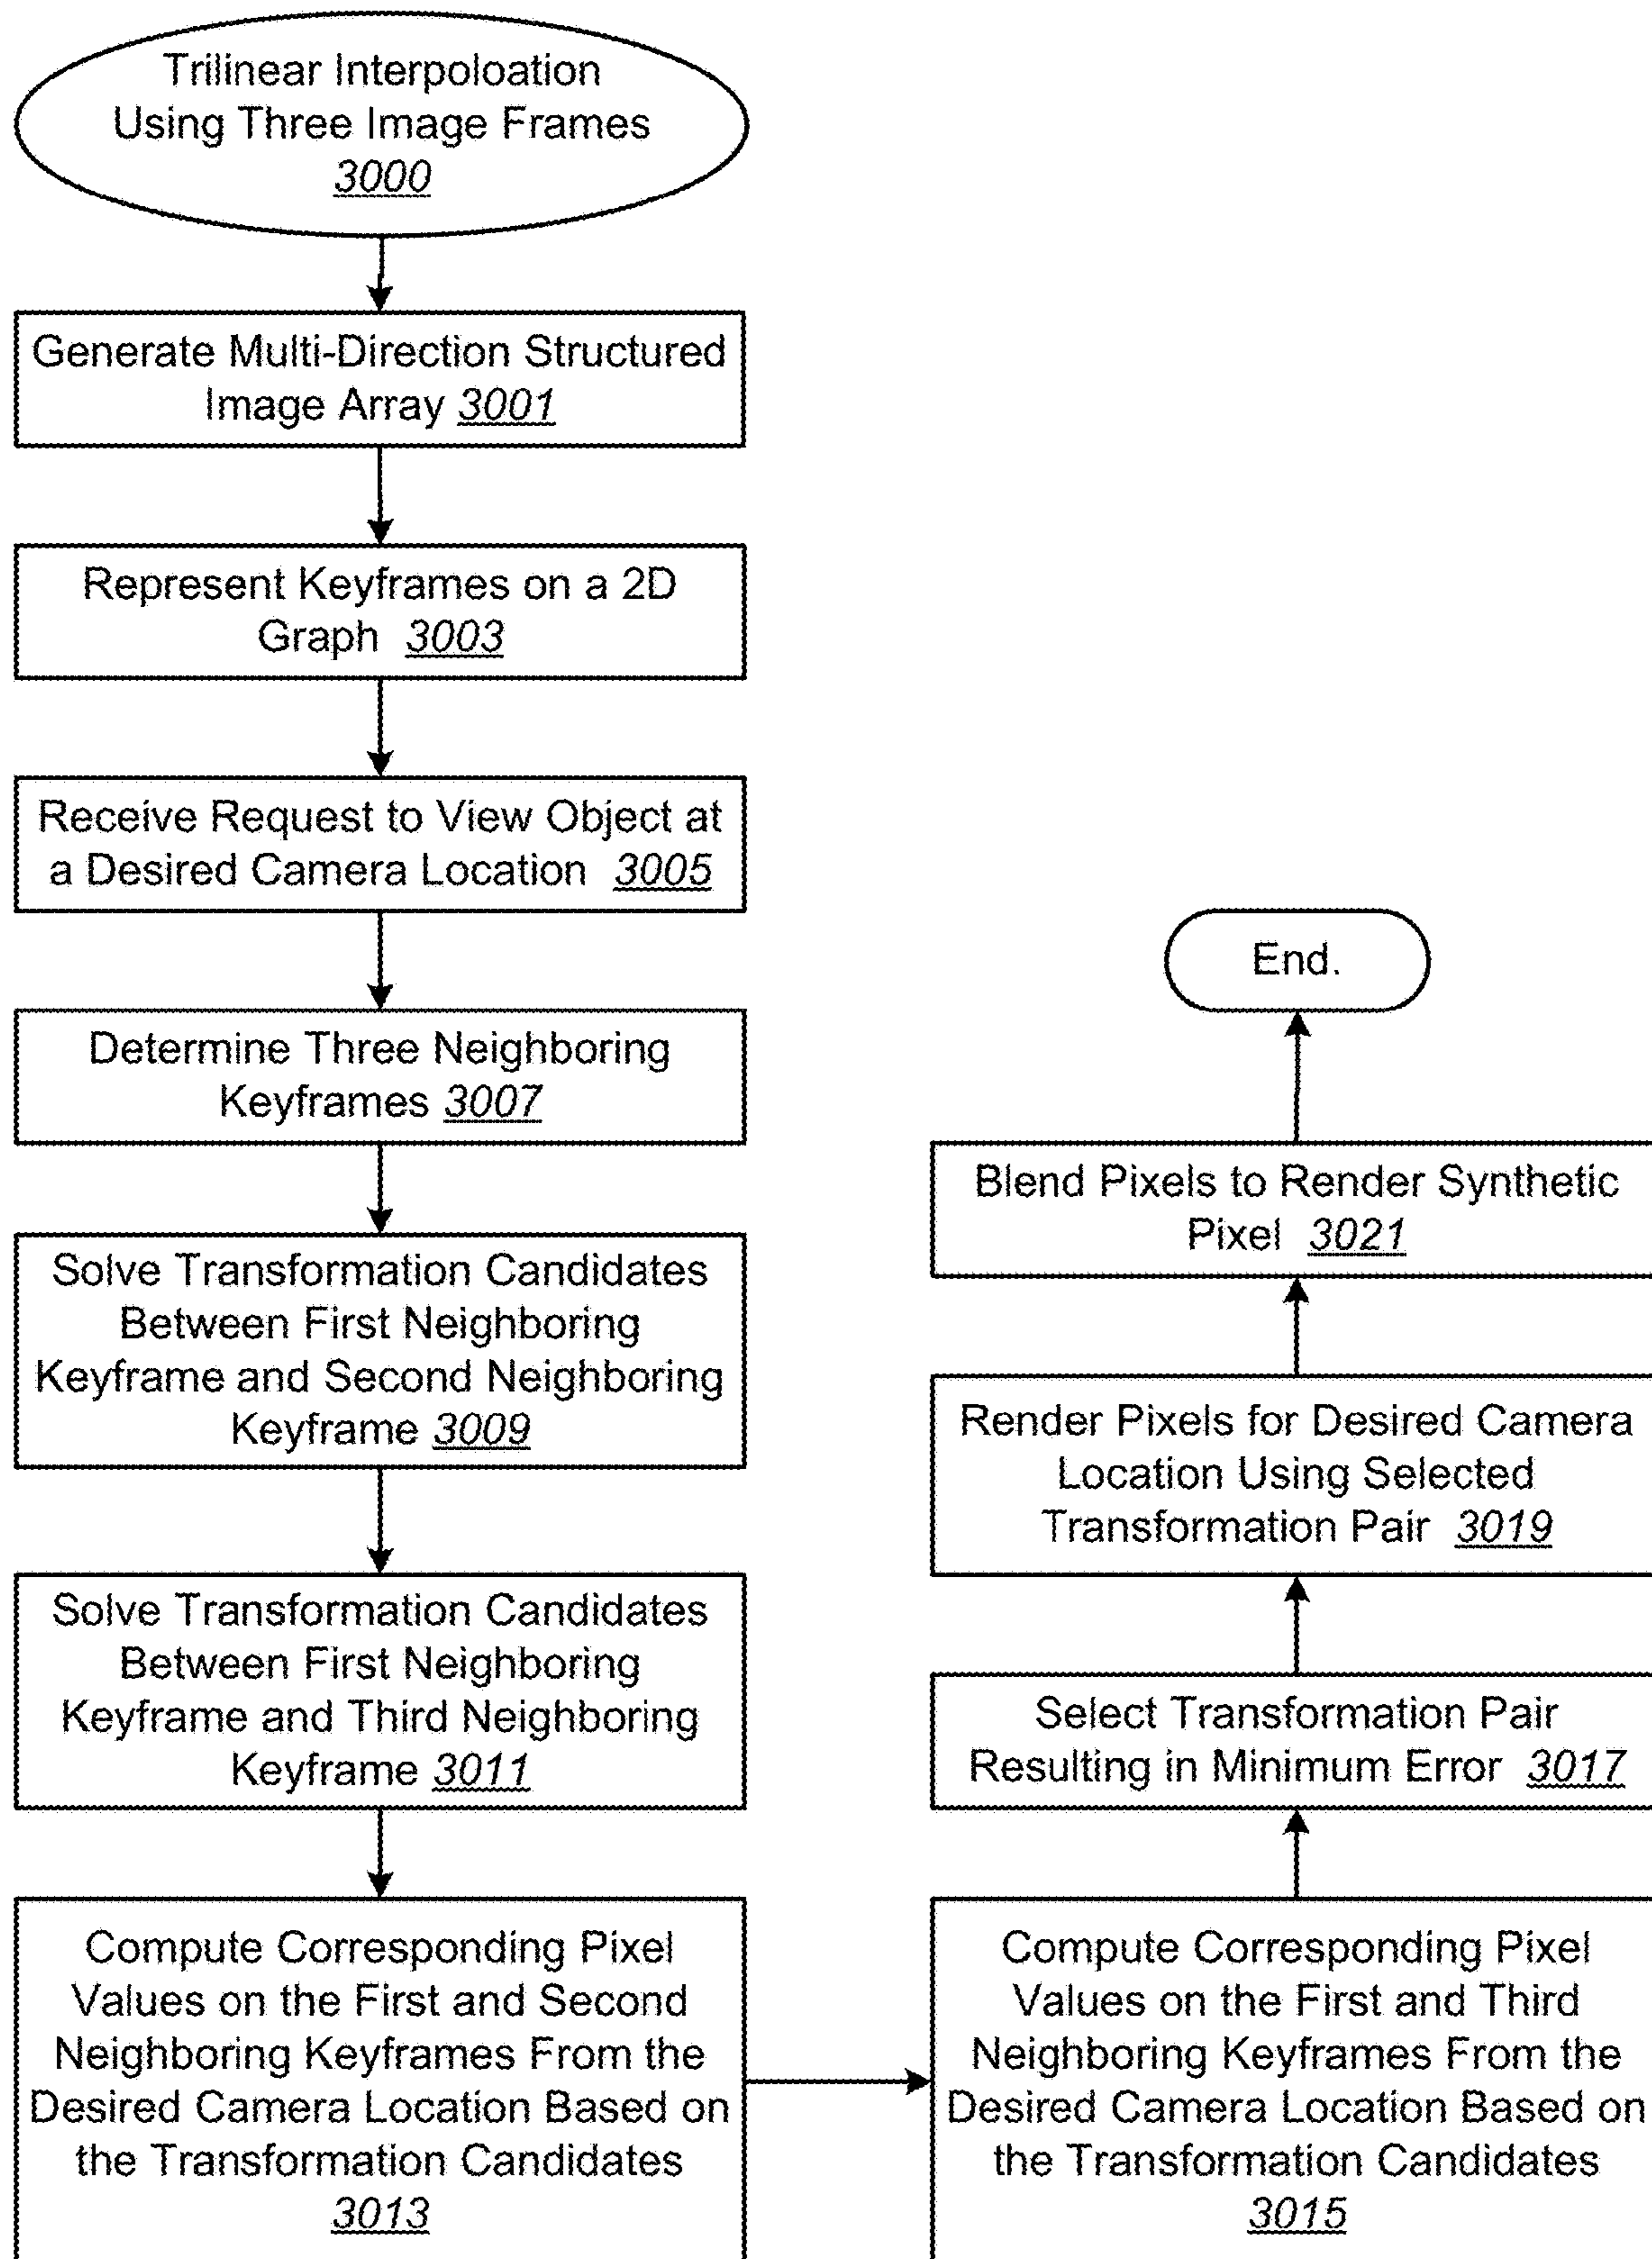 Trilinear Interpoloation
Using Three Image Frames
3000
Generate Multi-Direction Structured
Image Array 3001
Represent Keyframes on a 2D
Graph 3003
Receive Request to View Object at
a Desired Camera Location 3005
Determine Three Neighboring
Keyframes 3007
Solve Transformation Candidates
Between First Neighboring
Keyframe and Second Neighboring
Keyframe 3009
Solve Transformation Candidates
Between First Neighboring
Keyframe and Third Neighboring
Keyframe 3011
Compute Corresponding Pixel
Values on the First and Second
Neighboring Keyframes From the
Desired Camera Location Based on
the Transformation Candidates
3013
Compute Corresponding Pixel
Values on the First and Third
Neighboring Keyframes From the
Desired Camera Location Based on
the Transformation Candidates
3015
Select Transformation Pair
Resulting in Minimum Error 3017
Render Pixels for Desired Camera
Location Using Selected
Transformation Pair 3019
Blend Pixels to Render Synthetic
Pixel 3021
End.